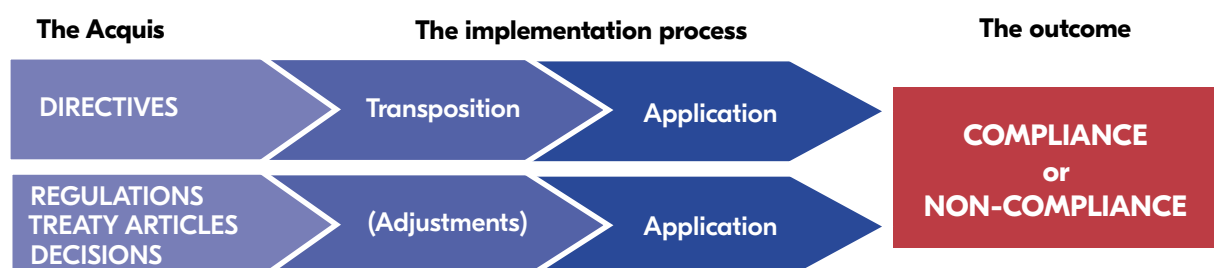 The Acquis
The implementation process
The outcome
DIRECTIVES
Transposition
Application
REGULATIONS
TREATY ARTICLES
DECISIONS
(Adjustments)
Application
COMPLIANCE
or
NON-COMPLIANCE